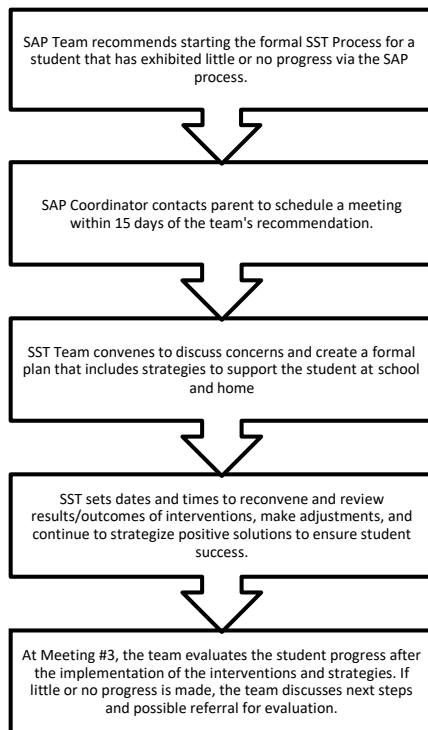 SAP Team recommends starting the formal SST Process for a
student that has exhibited little or no progress via the SAP
process.
SAP Coordinator contacts parent to schedule a meeting
within 15 days of the team's recommendation.
SST Team convenes to discuss concerns and create a formal
plan that includes strategies to support the student at school
and home
SST sets dates and times to reconvene and review
results/outcomes of interventions, make adjustments, and
continue to strategize positive solutions to ensure student
success.
At Meeting #3, the team evaluates the student progress after
the implementation of the interventions and strategies. If
little or no progress is made, the team discusses next steps
and possible referral for evaluation.